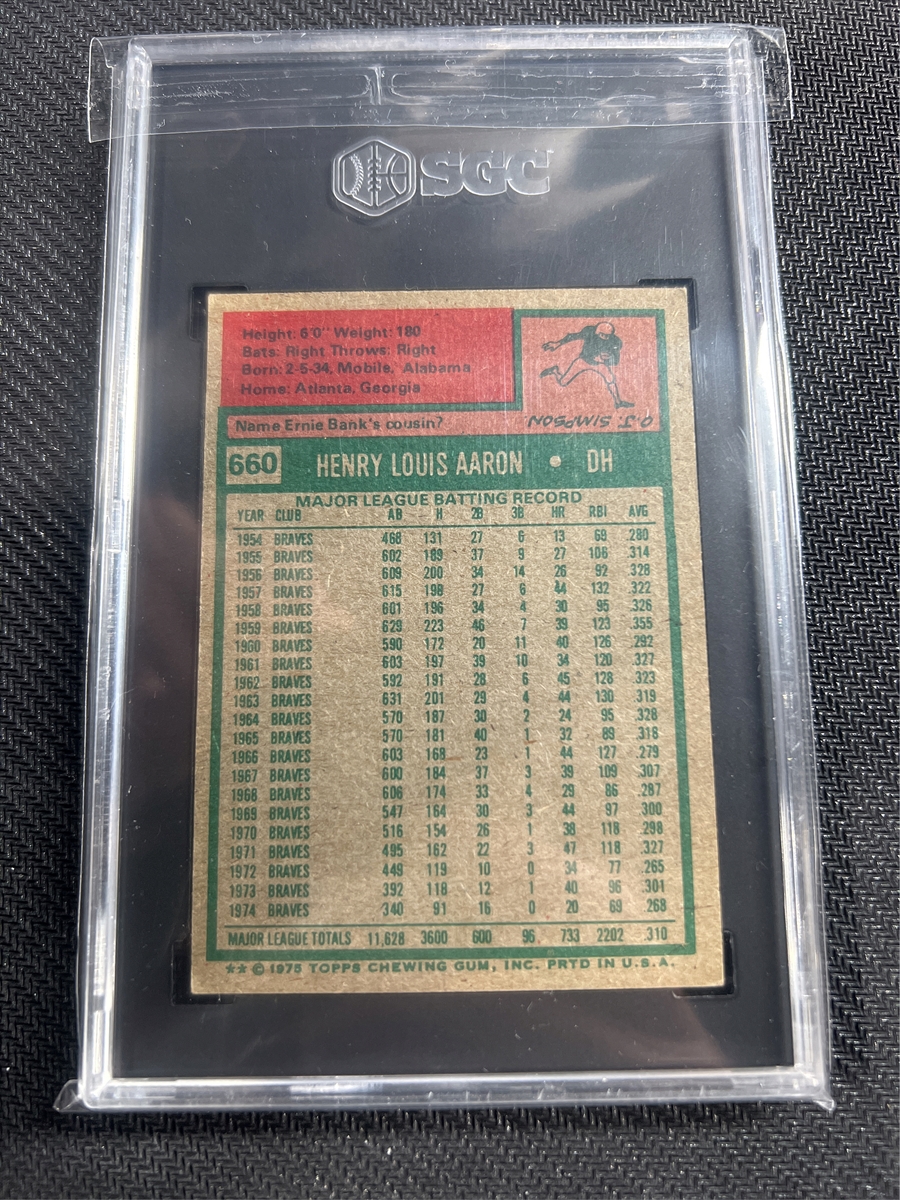 SGC
Height: 6'0" Weight: 180
Bats: Right Throws: Right
Born: 2-5-34, Mobile, Alabama
Home: Atlanta, Georgia
Name Ernie Bank's cousin?
O.J. SIMPSON
660 HENRY LOUIS AARON • DH
MAJOR LEAGUE BATTING RECORD
YEAR CLUB AB H 2B 3B HR RBI AVG
1954 BRAVES 468 131 27 6 13 69 .280
1955 BRAVES 602 189 37 9 27 106 .314
1956 BRAVES 609 200 34 14 26 92 .328
1957 BRAVES 615 198 27 6 44 132 .322
1958 BRAVES 601 196 34 4 30 95 .326
1959 BRAVES 629 223 46 7 39 123 .355
1960 BRAVES 590 172 20 11 40 126 .292
1961 BRAVES 603 197 39 10 34 120 .327
1962 BRAVES 592 191 28 6 45 128 .323
1963 BRAVES 631 201 29 4 44 130 .319
1964 BRAVES 570 187 30 2 24 95 .328
1965 BRAVES 570 181 40 1 32 89 .318
1966 BRAVES 603 168 23 1 44 127 .279
1967 BRAVES 600 184 37 3 39 109 .307
1968 BRAVES 606 174 33 4 29 86 .287
1969 BRAVES 547 164 30 3 44 97 .300
1970 BRAVES 516 154 26 1 38 118 .298
1971 BRAVES 495 162 22 3 47 118 .327
1972 BRAVES 449 119 10 0 34 77 .265
1973 BRAVES 392 118 12 1 40 96 .301
1974 BRAVES 340 91 16 0 20 69 .268
MAJOR LEAGUE TOTALS 11,628 3600 600 96 733 2202 .310
** © 1975 TOPPS CHEWING GUM, INC. PRTD IN U.S.A.